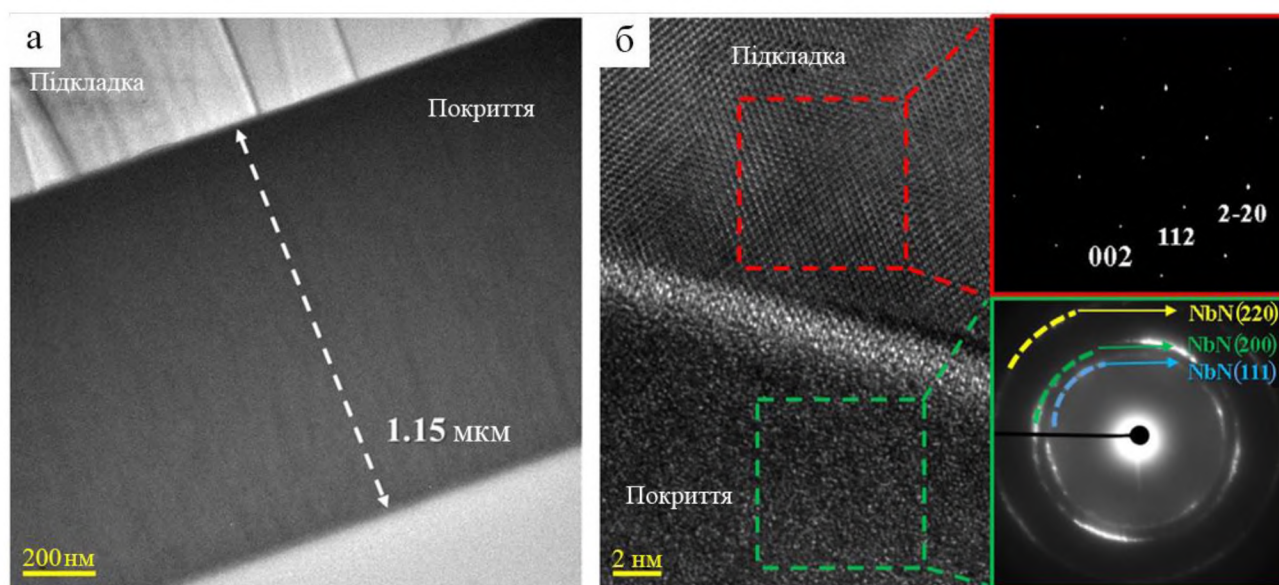 а
Підкладка
Покриття
1.15 мкм
200 нм
б
Підкладка
Покриття
2 нм
002
112
2-20
NbN(220)
NbN(200)
NbN(111)